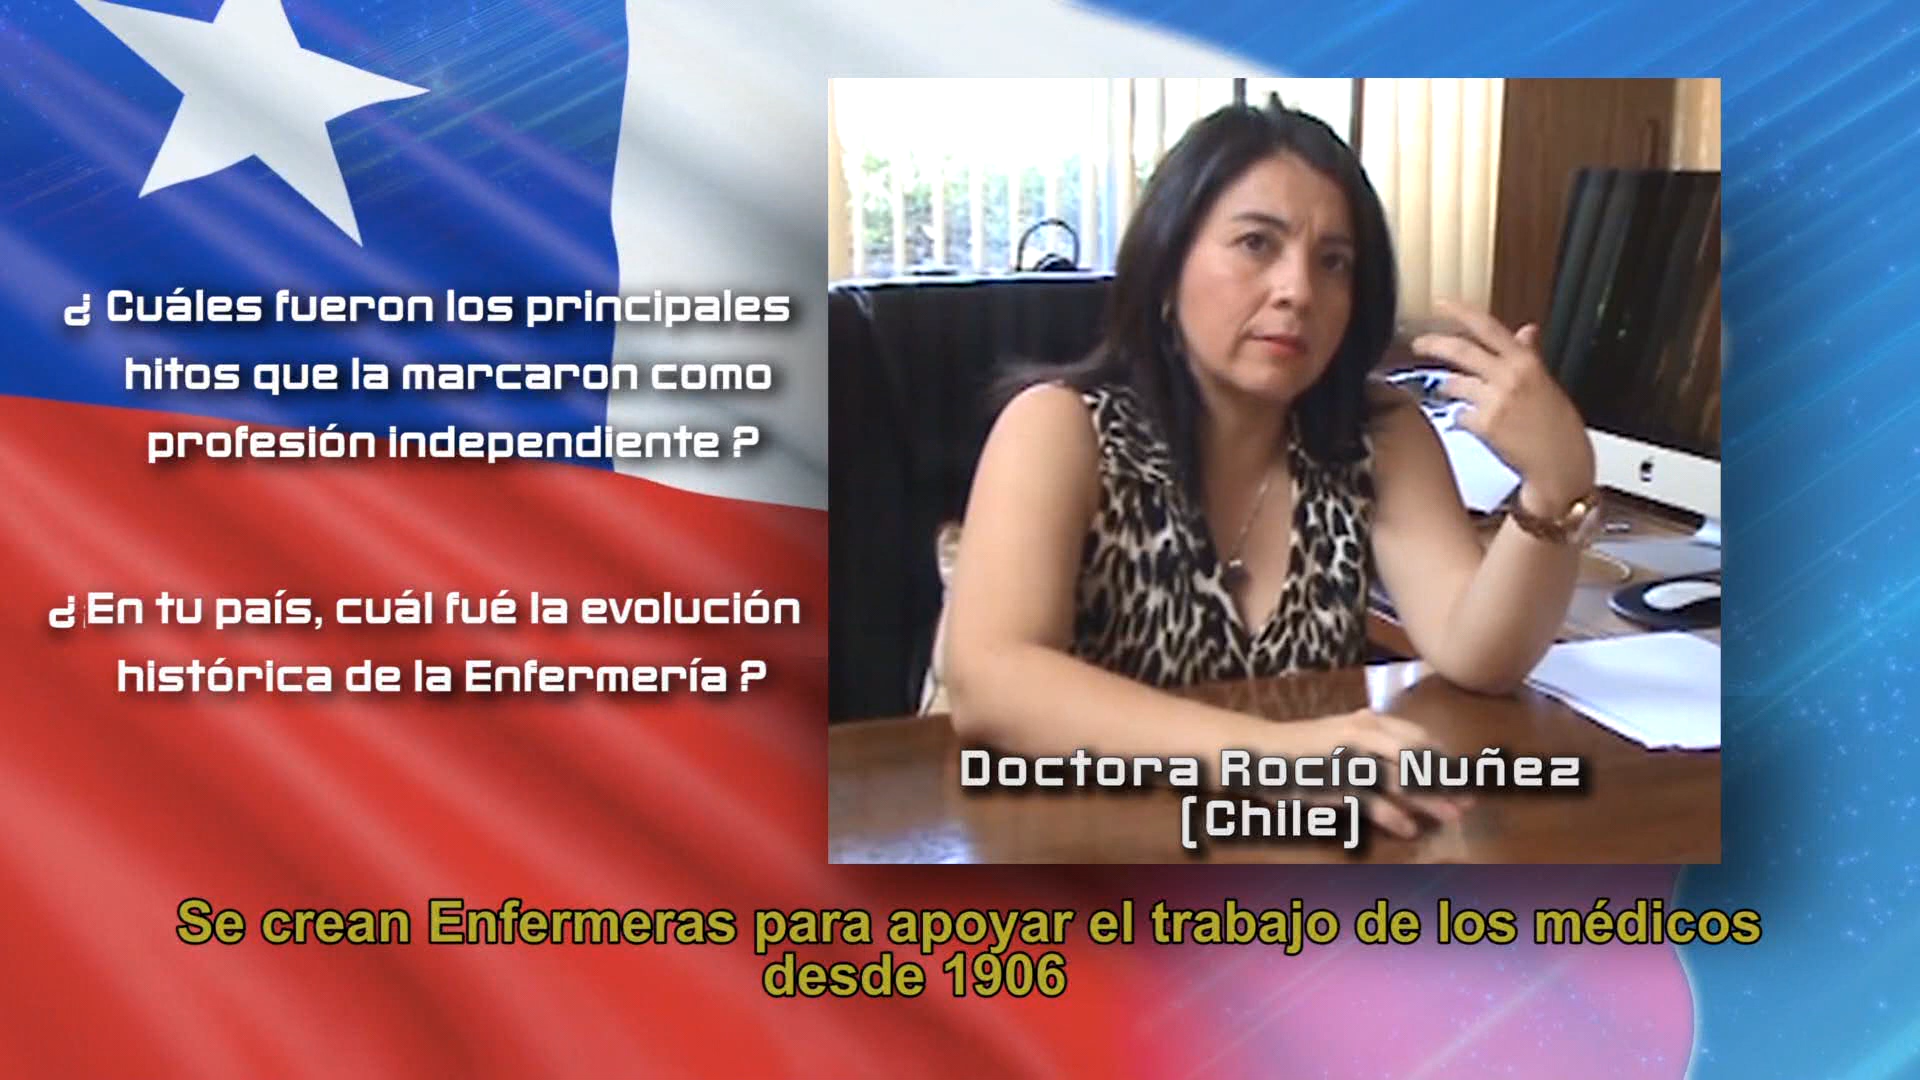 ¿ Cuáles fueron los principales
hitos que la marcaron como
profesión independiente ?
¿ En tu país, cuál fué la evolución
histórica de la Enfermería ?
Doctora Rocío Nuñez
(Chile)
Se crean Enfermeras para apoyar el trabajo de los médicos
desde 1906